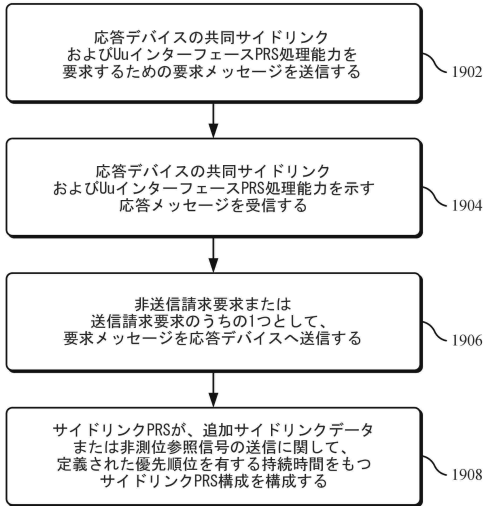 応答デバイスの共同サイドリンク
およびUuインターフェースPRS処理能力を
要求するための要求メッセージを送信する
1902
応答デバイスの共同サイドリンク
およびUuインターフェースPRS処理能力を示す
応答メッセージを受信する
1904
非送信請求要求または
送信請求要求のうちの1つとして、
要求メッセージを応答デバイスへ送信する
1906
サイドリンクPRSが、追加サイドリンクデータ
または非測位参照信号の送信に関して、
定義された優先順位を有する持続時間をもつ
サイドリンクPRS構成を構成する
1908